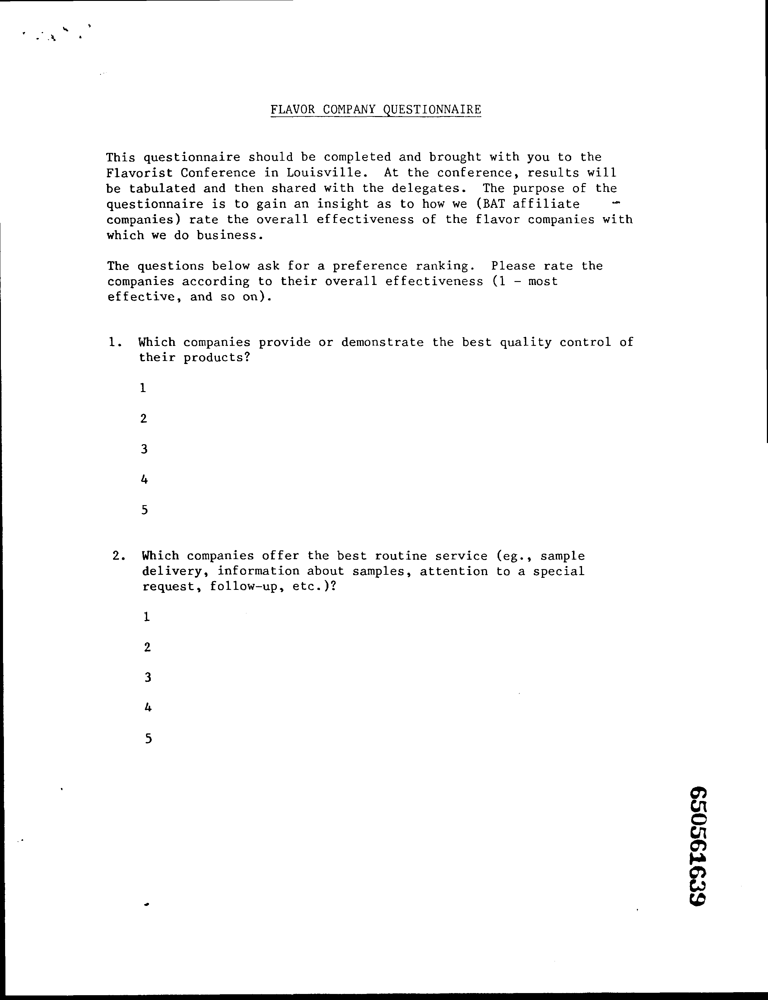 FLAVOR COMPANY QUESTIONNAIRE
This questionnaire should be completed and brought with you to the
Flavorist Conference in Louisville. At the conference, results will
be tabulated and then shared with the delegates. The purpose of the
questionnaire is to gain an insight as to how we (BAT affiliate
companies) rate the overall effectiveness of the flavor companies with
which we do business.
The questions below ask for a preference ranking. Please rate the
companies according to their overall effectiveness (1 - most
effective, and so on).
1. Which companies provide or demonstrate the best quality control of
their products?
1
2
3
4
5
2. Which companies offer the best routine service (eg., sample
delivery, information about samples, attention to a special
request, follow-up, etc.)?
1
2
3
4
5
650561639